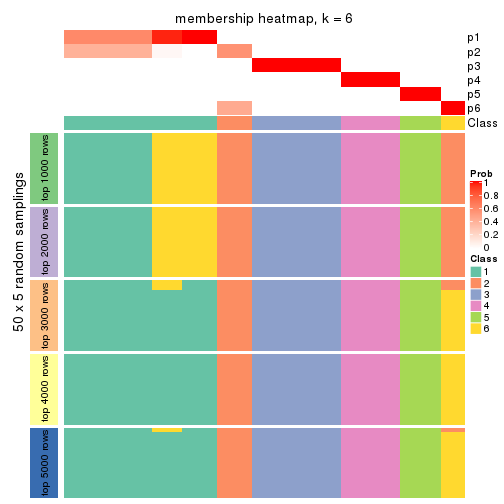 membership heatmap, k = 6
p1
p2
p3
p4
p5
p6
Class
50 x 5 random samplings
top 1000 rows
top 2000 rows
top 3000 rows
top 4000 rows
top 5000 rows
Prob
1
0.8
0.6
0.4
0.2
0
Class
1
2
3
4
5
6